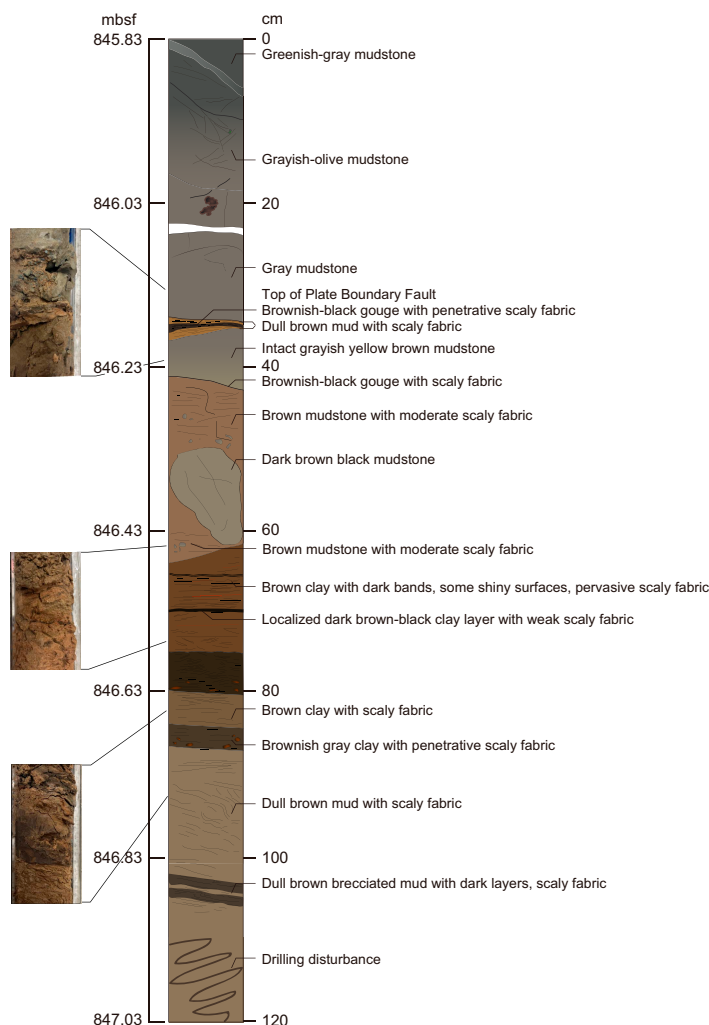 mbsf
cm
845.83
0
Greenish-gray mudstone
Grayish-olive mudstone
846.03
20
Gray mudstone
Top of Plate Boundary Fault
Brownish-black gouge with penetrative scaly fabric
Dull brown mud with scaly fabric
Intact grayish yellow brown mudstone
846.23
40
Brownish-black gouge with scaly fabric
Brown mudstone with moderate scaly fabric
Dark brown black mudstone
846.43
60
Brown mudstone with moderate scaly fabric
Brown clay with dark bands, some shiny surfaces, pervasive scaly fabric
Localized dark brown-black clay layer with weak scaly fabric
846.63
80
Brown clay with scaly fabric
Brownish gray clay with penetrative scaly fabric
Dull brown mud with scaly fabric
846.83
100
Dull brown brecciated mud with dark layers, scaly fabric
Drilling disturbance
847.03
120